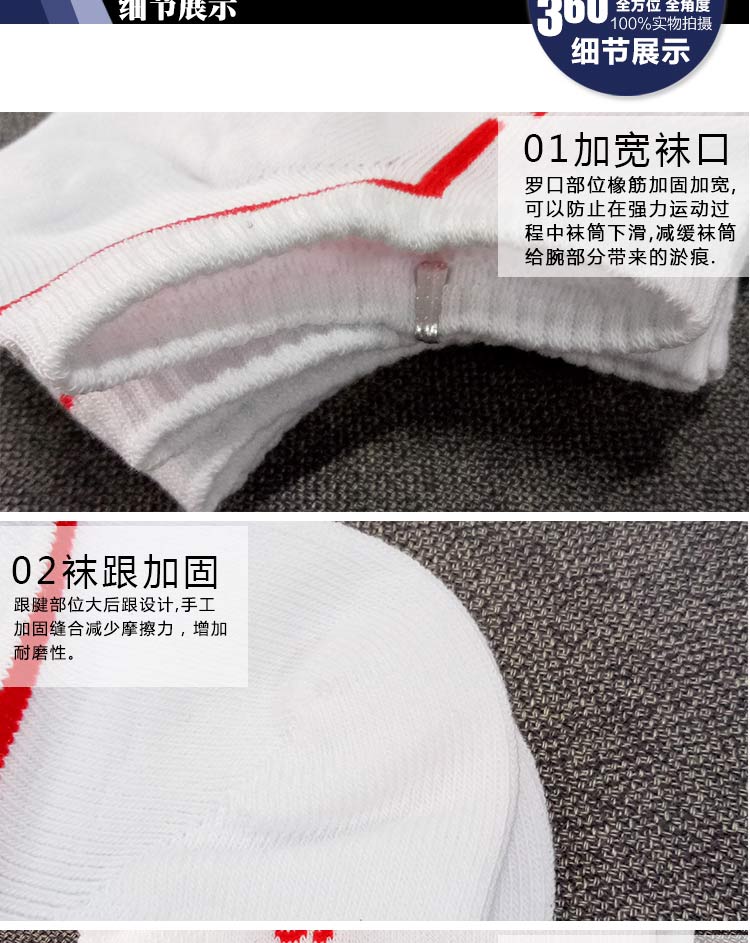 细节展示
360
全方位 全角度
100%实物拍摄
细节展示
01加宽袜口
罗口部位橡筋加固加宽,
可以防止在强力运动过
程中袜筒下滑,减缓袜筒
给腕部分带来的淤痕.
02袜跟加固
跟腱部位大后跟设计,手工
加固缝合减少摩擦力，增加
耐磨性。